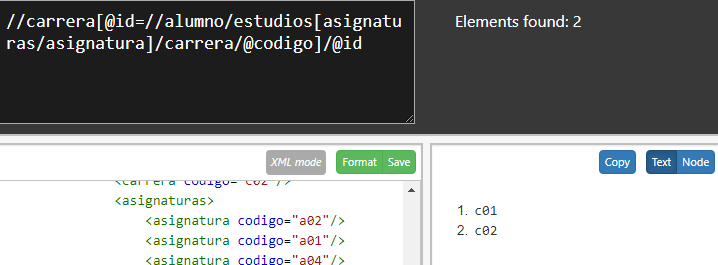 //carrera[@id=//alumno/estudios[asignatu
ras/asignatura]/carrera/@codigo]/@id
Elements found: 2
XML mode Format Save
Copy Text Node
<carrera codigo="c02"/>
<asignaturas>
<asignatura codigo="a02"/>
<asignatura codigo="a01"/>
<asignatura codigo="a04"/>
1. c01
2. c02